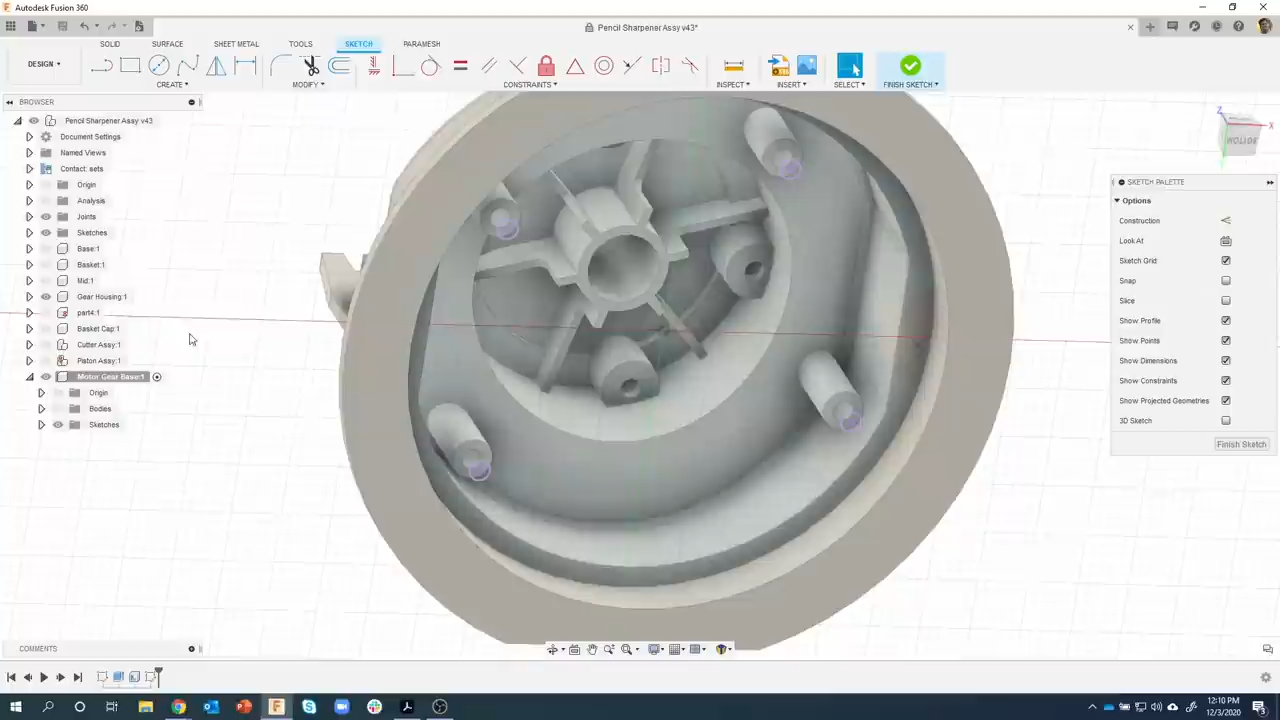 Autodesk Fusion 360
Pencil Sharpener Assy v43*
SOLID SURFACE SHEET METAL TOOLS SKETCH PARAMESH
DESIGN
CREATE MODIFY CONSTRAINTS INSPECT INSERT SELECT FINISH SKETCH
BROWSER
Pencil Sharpener Assy v43
Document Settings
Named Views
Contact: sets
Origin
Analysis
Joints
Sketches
Base:1
Basket:1
Mid:1
Gear Housing:1
part4:1
Basket Cap:1
Cutter Assy:1
Piston Assy:1
Motor Gear Base:1
Origin
Bodies
Sketches
Z
X
BOTTOM
SKETCH PALETTE
Options
Construction
Look At
Sketch Grid
Snap
Slice
Show Profile
Show Points
Show Dimensions
Show Constraints
Show Projected Geometries
3D Sketch
Finish Sketch
COMMENTS
12:10 PM
12/3/2020